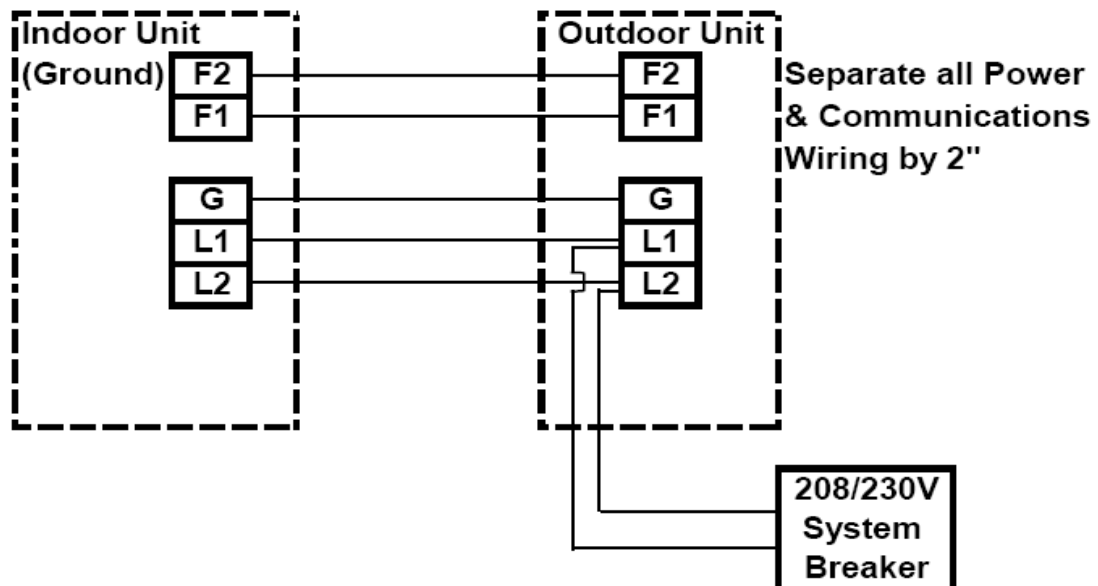 Indoor Unit
(Ground)
F2
F1
G
L1
L2
Outdoor Unit
F2
F1
G
L1
L2
Separate all Power
& Communications
Wiring by 2"
208/230V
System
Breaker